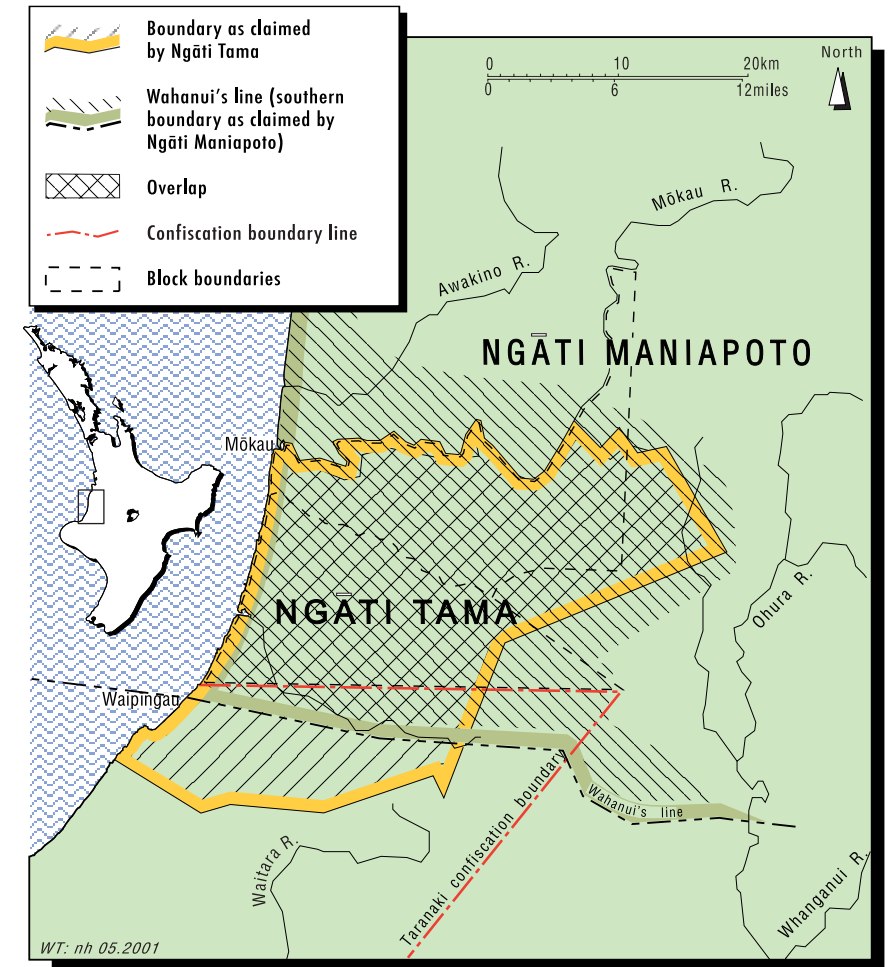 Boundary as claimed
by Ngāti Tama
Wahanui's line (southern
boundary as claimed by
Ngāti Maniapoto)
Overlap
Confiscation boundary line
Block boundaries
0 10 20km
0 6 12miles
North
Mōkau R.
Awakino R.
NGĀTI MANIAPOTO
Mōkau
NGĀTI TAMA
Ohura R.
Waipingau
Wahanui's line
Taranaki confiscation boundary
Waitara R.
Whanganui R.
WT: nh 05.2001